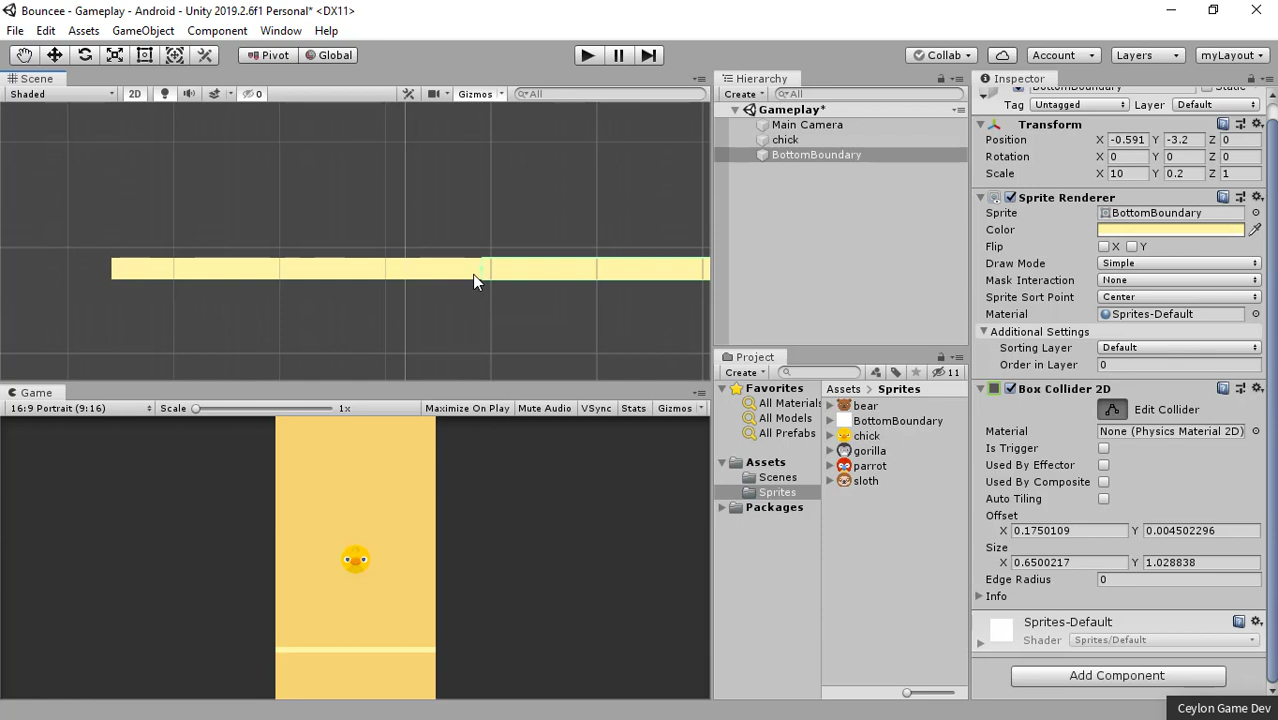 Bouncee - Gameplay - Android - Unity 2019.2.6f1 Personal* <DX11>
File Edit Assets GameObject Component Window Help
Pivot Global Collab Account Layers myLayout
Scene
Shaded 2D 0 Gizmos All
Hierarchy
Create All
Gameplay*
Main Camera
chick
BottomBoundary
Game
16:9 Portrait (9:16) Scale 1x Maximize On Play Mute Audio VSync Stats Gizmos
Project
Create 11
Favorites
All Materials
All Models
All Prefabs
Assets
Scenes
Sprites
Packages
Assets Sprites
bear
BottomBoundary
chick
gorilla
parrot
sloth
Inspector
BottomBoundary Static
Tag Untagged Layer Default
Transform
Position X -0.591 Y -3.2 Z 0
Rotation X 0 Y 0 Z 0
Scale X 10 Y 0.2 Z 1
Sprite Renderer
Sprite BottomBoundary
Color
Flip X Y
Draw Mode Simple
Mask Interaction None
Sprite Sort Point Center
Material Sprites-Default
Additional Settings
Sorting Layer Default
Order in Layer 0
Box Collider 2D
Edit Collider
Material None (Physics Material 2D)
Is Trigger
Used By Effector
Used By Composite
Auto Tiling
Offset
X 0.1750109 Y 0.004502296
Size
X 0.6500217 Y 1.028838
Edge Radius 0
Info
Sprites-Default
Shader Sprites/Default
Add Component
Ceylon Game Dev